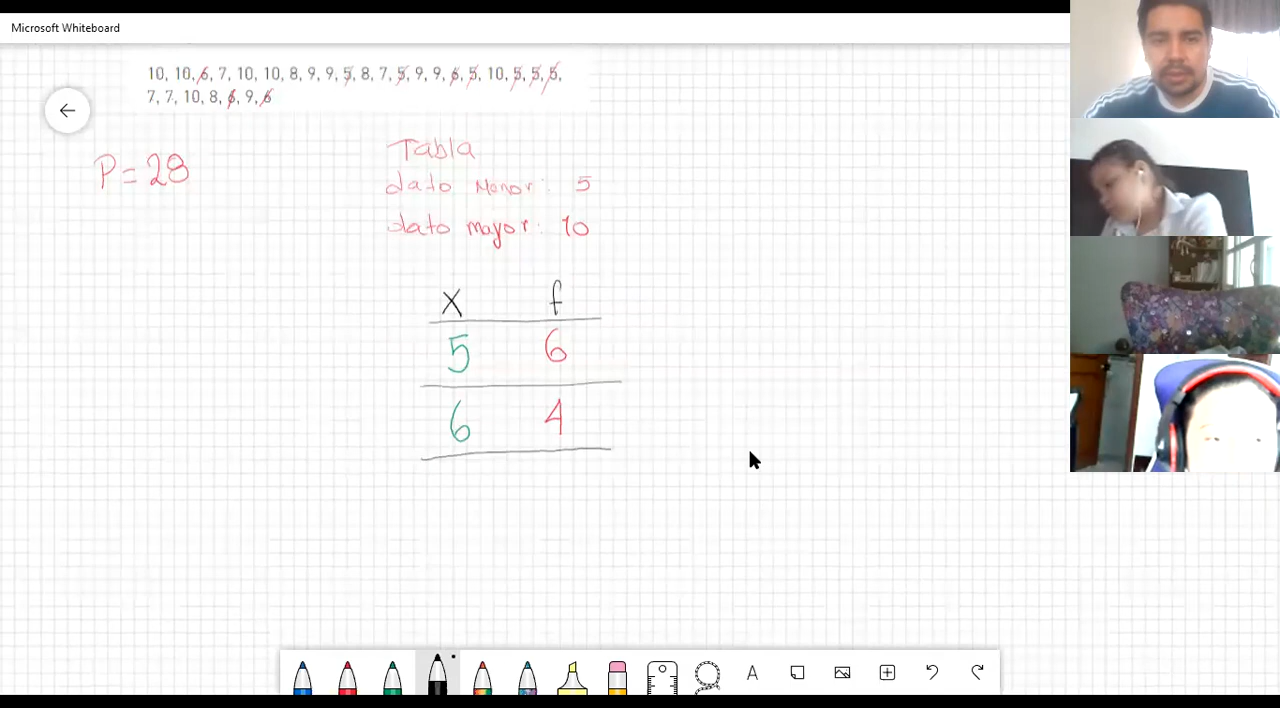 Microsoft Whiteboard
10, 10, 6, 7, 10, 10, 8, 9, 9, 5, 8, 7, 5, 9, 9, 6, 5, 10, 5, 5, 5,
7, 7, 10, 8, 6, 9, 6
P = 28
Tabla
dato Menor: 5
dato mayor: 10
X f
5 6
6 4
A